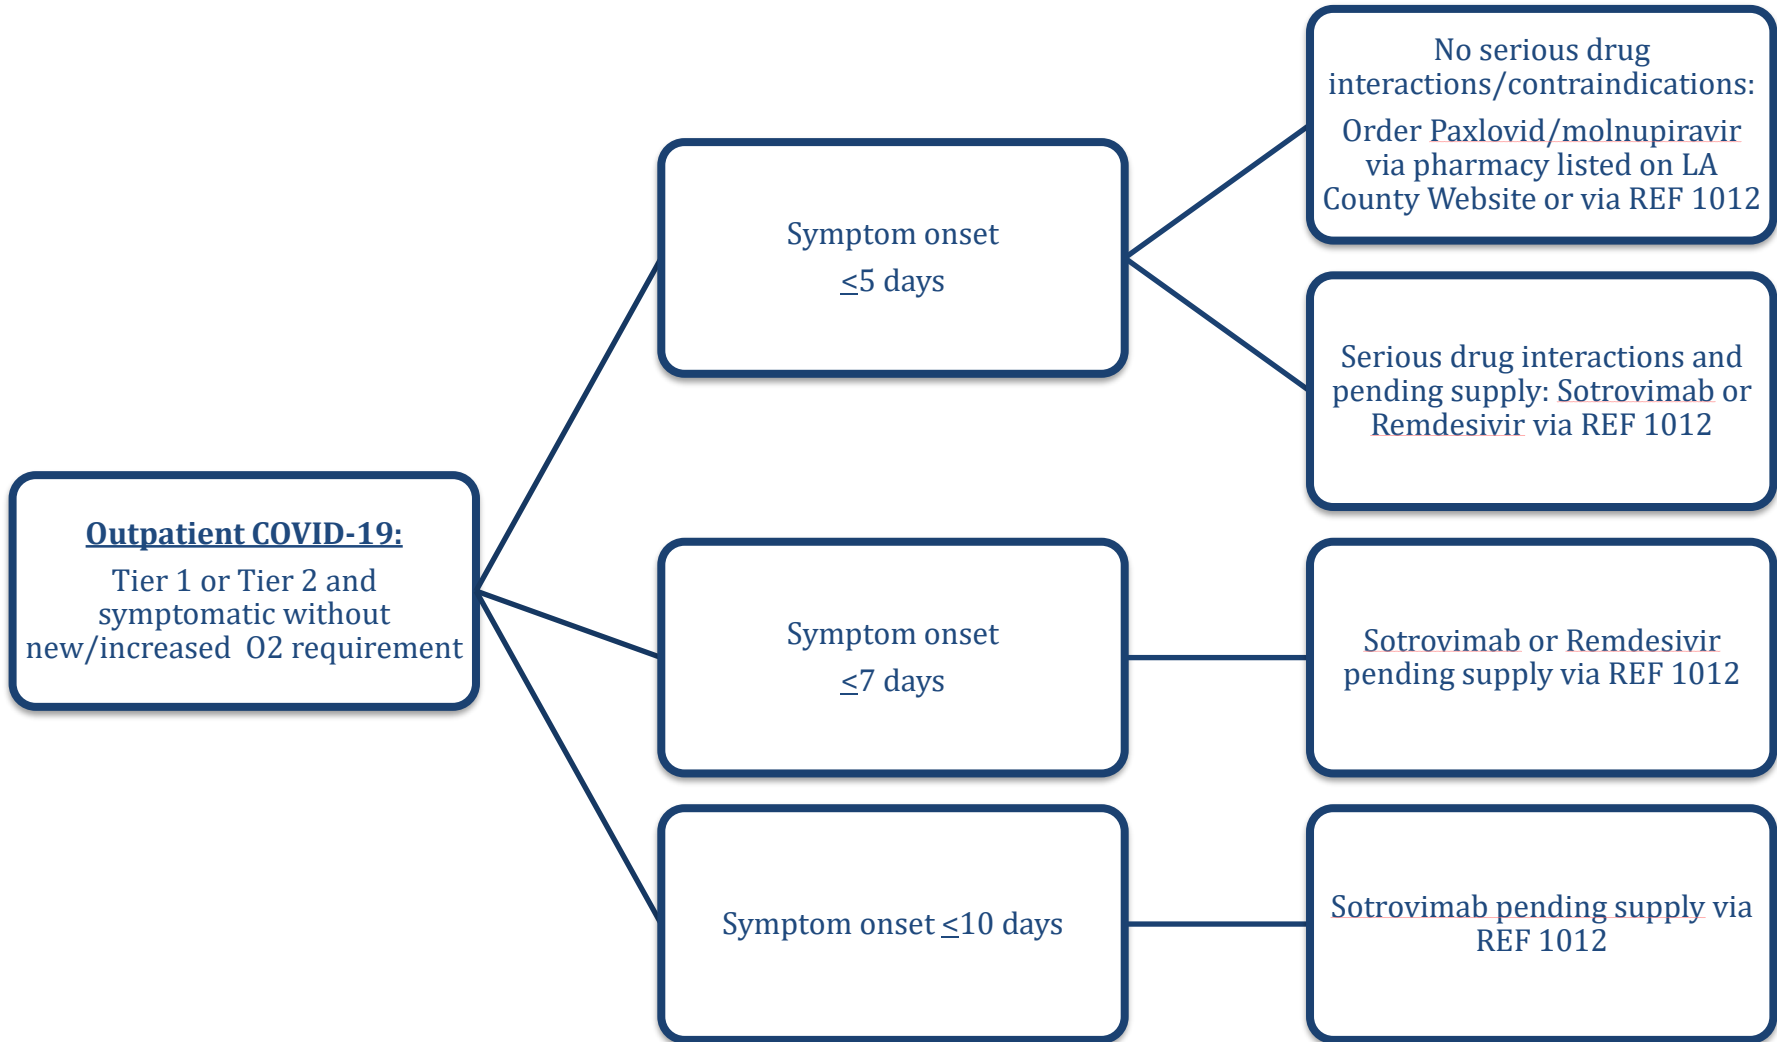 Outpatient COVID-19:
Tier 1 or Tier 2 and
symptomatic without
new/increased  O2 requirement
Symptom onset
≤5 days
No serious drug
interactions/contraindications:
Order Paxlovid/molnupiravir
via pharmacy listed on LA
County Website or via REF 1012
Serious drug interactions and
pending supply: Sotrovimab or
Remdesivir via REF 1012
Symptom onset
≤7 days
Sotrovimab or Remdesivir
pending supply via REF 1012
Symptom onset ≤10 days
Sotrovimab pending supply via
REF 1012